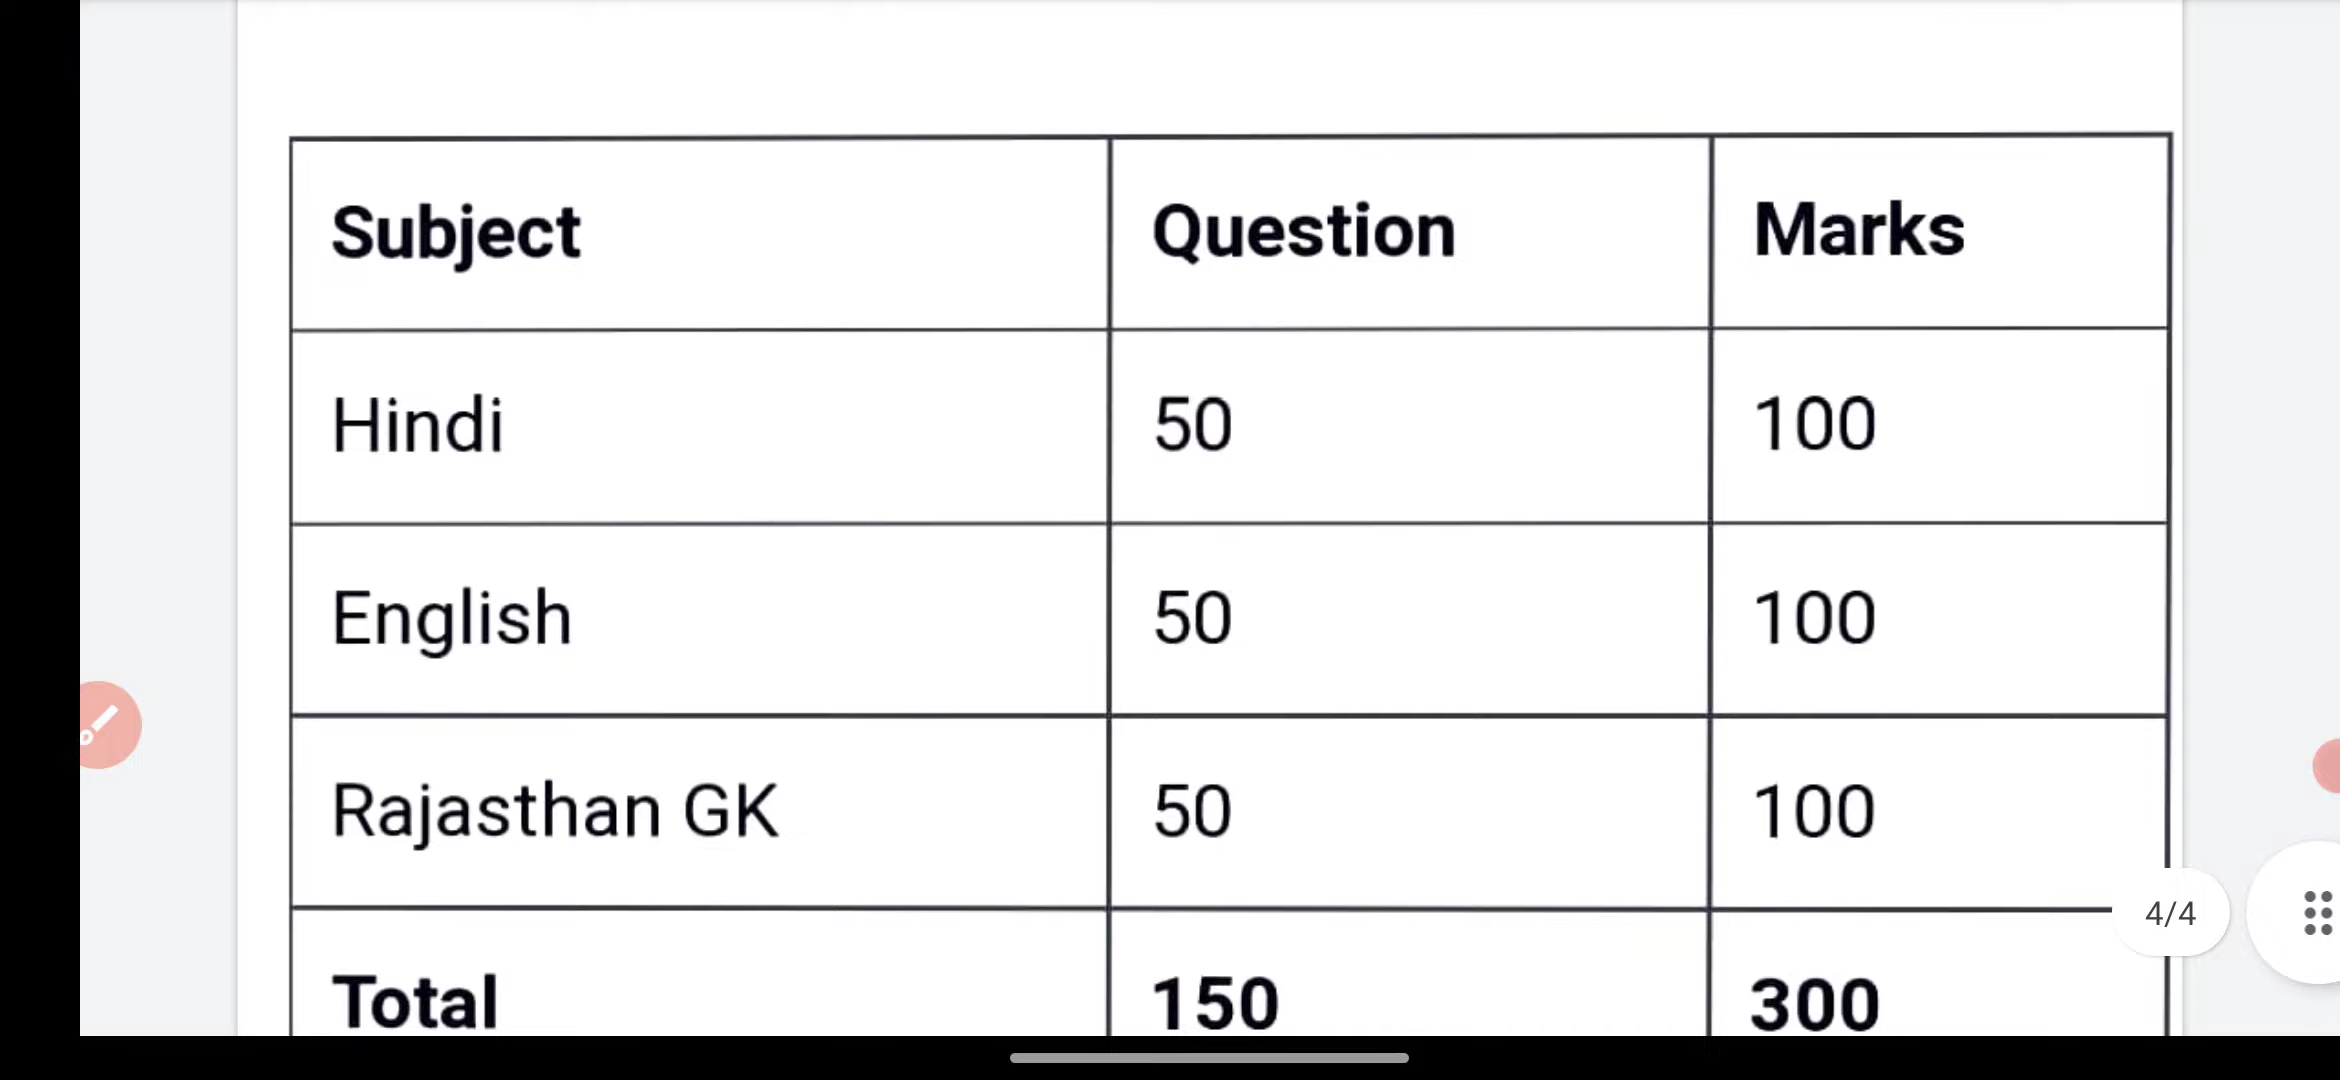 Subject Question Marks
Hindi 50 100
English 50 100
Rajasthan GK 50 100
Total 150 300
4/4